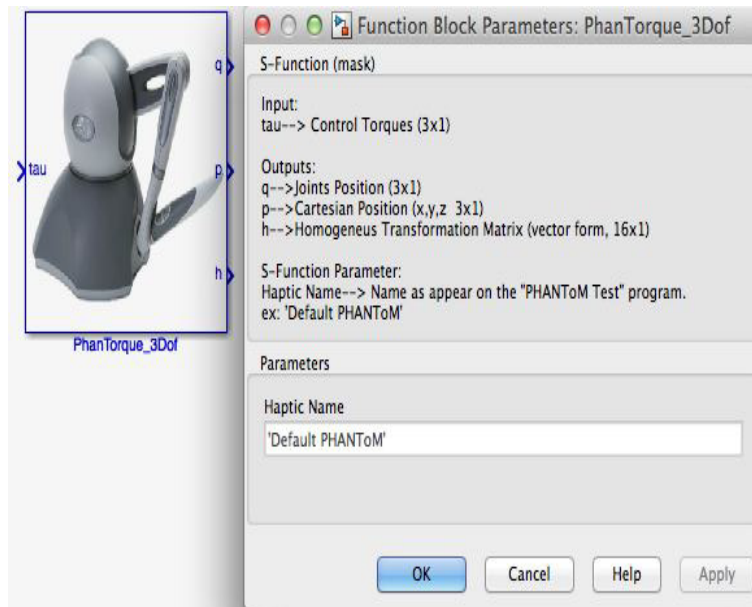 q
tau
p
h
PhanTorque_3Dof
Function Block Parameters: PhanTorque_3Dof
S-Function (mask)
Input:
tau--> Control Torques (3x1)
Outputs:
q-->Joints Position (3x1)
p-->Cartesian Position (x,y,z 3x1)
h-->Homogeneus Transformation Matrix (vector form, 16x1)
S-Function Parameter:
Haptic Name--> Name as appear on the "PHANToM Test" program.
ex: 'Default PHANToM'
Parameters
Haptic Name
'Default PHANToM'
OK Cancel Help Apply